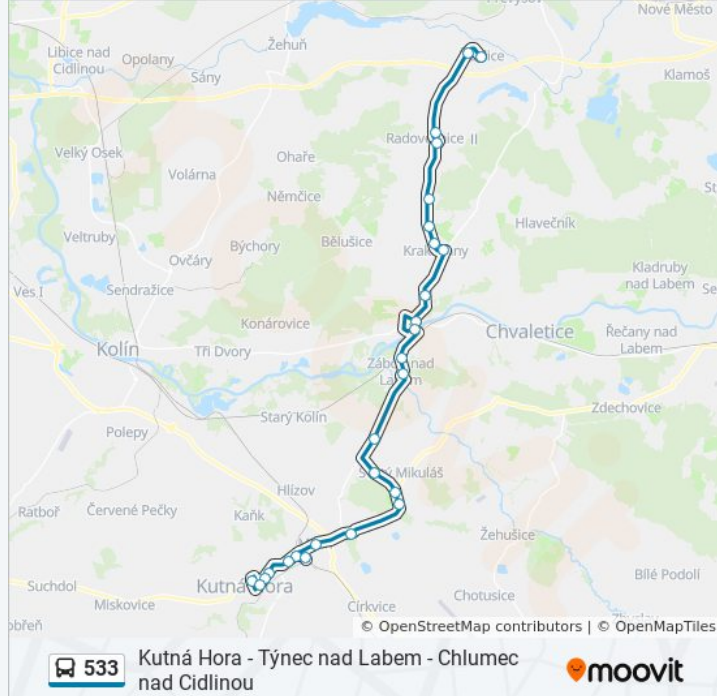 Nové Město
Žehuň
Libice nad
Cidlinou
Opolany
Sány
Klamoš
Radovesnice II
Velký Osek
Ohaře
Volárna
Němčice
Hlavečník
Veltruby
Bělušice
Býchory
Ovčáry
Kladruby
nad Labem
Ves I
Sendražice
Konárovice
Chvaletice
Řečany nad
Labem
Kolín
Tři Dvory
Záboří nad
Labem
Zdechovice
Starý Kolín
Polepy
Svatý Mikuláš
Hlízov
Ratboř
Červené Pečky
Kaňk
Žehušice
Bílé Podolí
Suchdol
Kutná Hora
Chotusice
Miskovice
Církvice
© OpenStreetMap contributors | © OpenMapTiles
533
Kutná Hora - Týnec nad Labem - Chlumec
nad Cidlinou
moovit